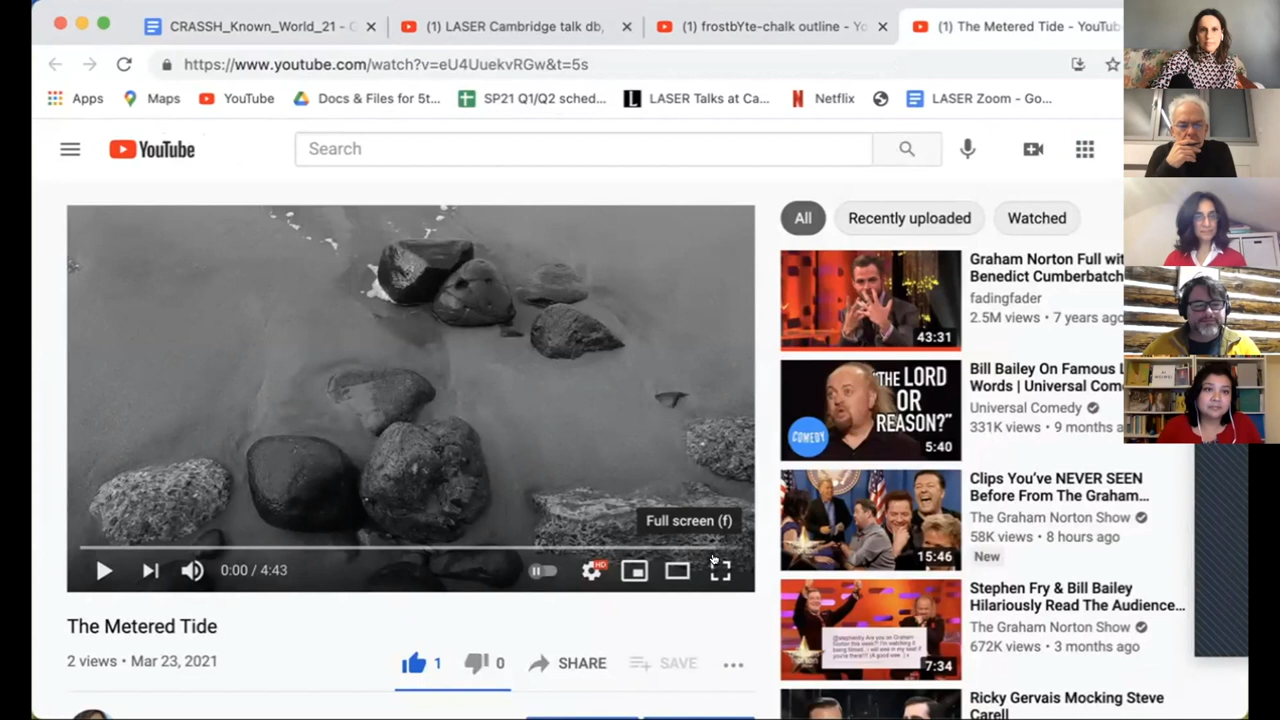 CRASSH_Known_World_21 - G
(1) LASER Cambridge talk db,
(1) frostbYte-chalk outline - Yo
(1) The Metered Tide - YouTub
https://www.youtube.com/watch?v=eU4UuekvRGw&t=5s
Apps
Maps
YouTube
Docs & Files for 5t...
SP21 Q1/Q2 sched...
LASER Talks at Ca...
Netflix
LASER Zoom - Go...
YouTube
Search
All
Recently uploaded
Watched
Graham Norton Full wit
Benedict Cumberbatch
fadingfader
2.5M views • 7 years ago
43:31
Bill Bailey On Famous L
Words | Universal Com
Universal Comedy
331K views • 9 months a
"THE LORD
OR
REASON?"
COMEDY
5:40
Clips You've NEVER SEEN
Before From The Graham...
The Graham Norton Show
58K views • 8 hours ago
New
15:46
Stephen Fry & Bill Bailey
Hilariously Read The Audience...
The Graham Norton Show
672K views • 3 months ago
7:34
Ricky Gervais Mocking Steve
Carell
Full screen (f)
0:00 / 4:43
HD
The Metered Tide
2 views • Mar 23, 2021
1
0
SHARE
SAVE